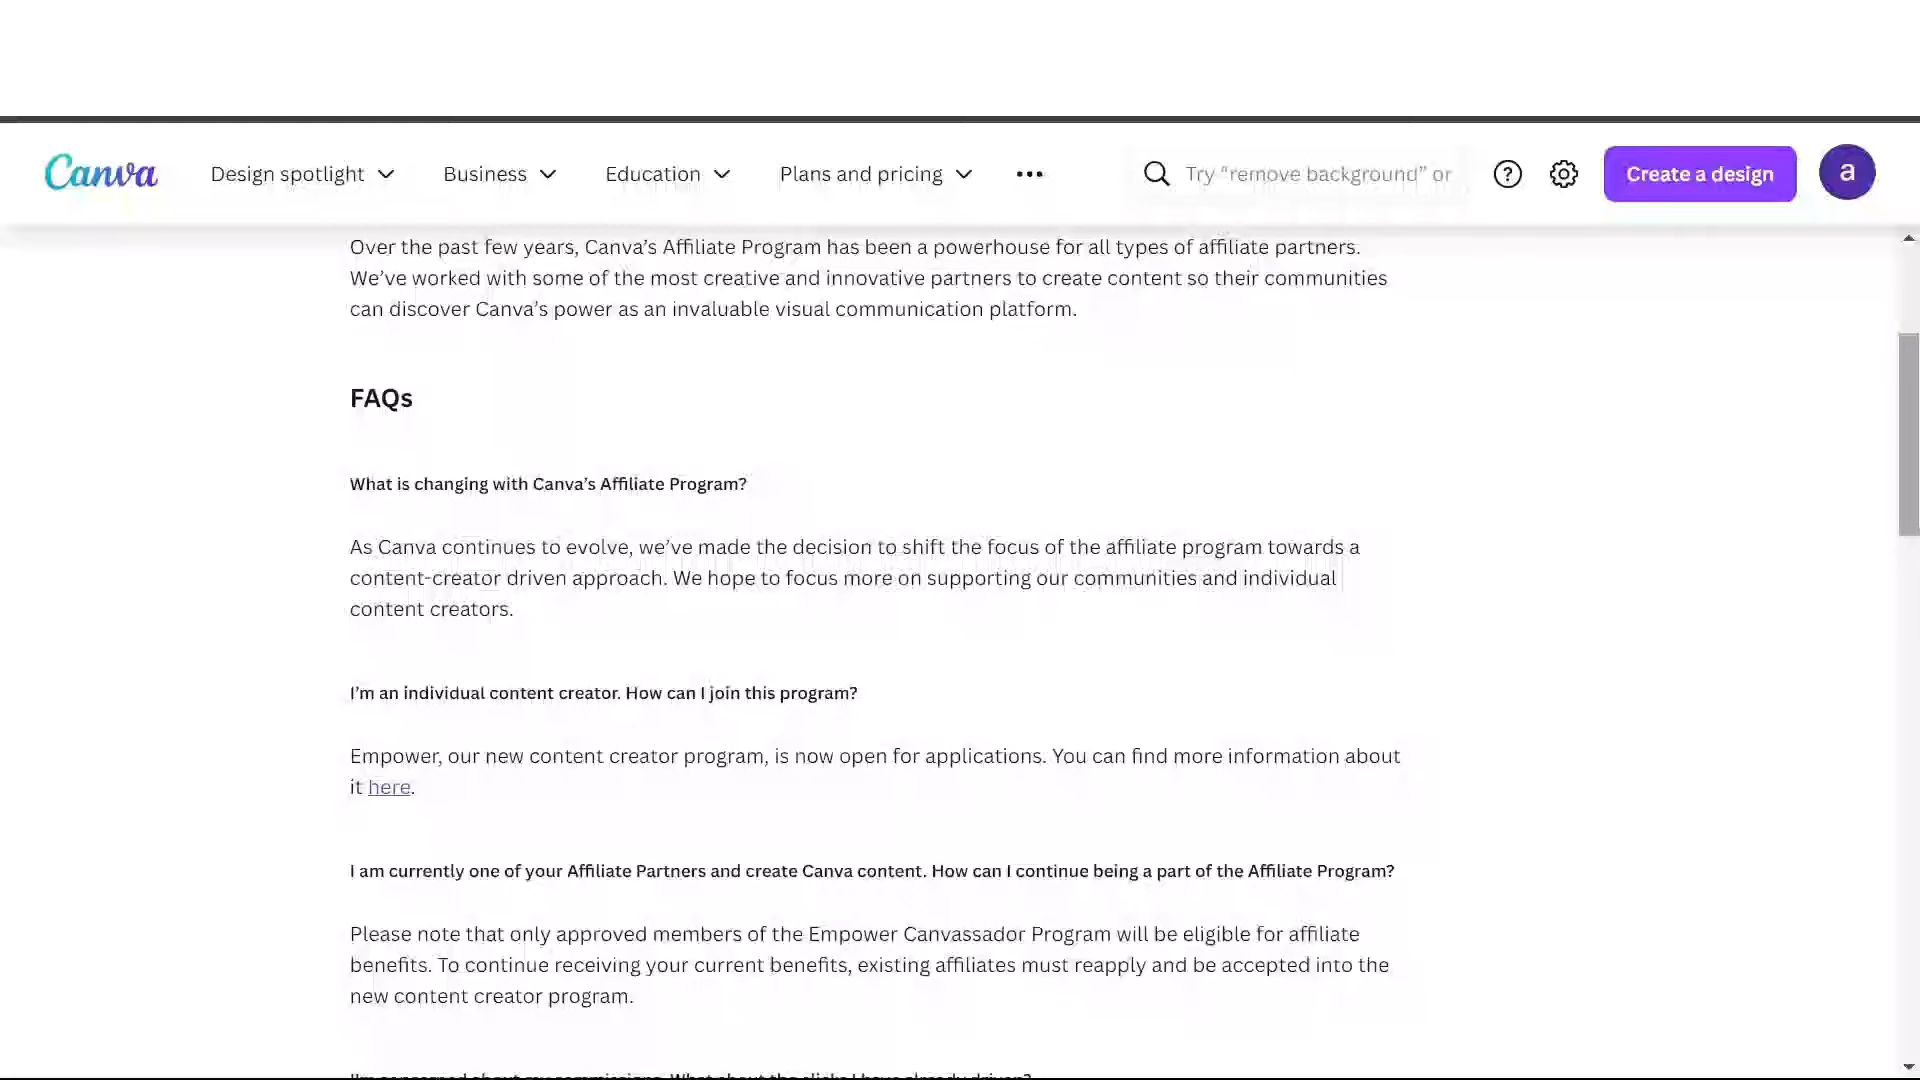 Canva
Design spotlight
Business
Education
Plans and pricing
Try “remove background” or
Create a design
a
Over the past few years, Canva’s Affiliate Program has been a powerhouse for all types of affiliate partners.
We’ve worked with some of the most creative and innovative partners to create content so their communities
can discover Canva’s power as an invaluable visual communication platform.
FAQs
What is changing with Canva’s Affiliate Program?
As Canva continues to evolve, we’ve made the decision to shift the focus of the affiliate program towards a
content-creator driven approach. We hope to focus more on supporting our communities and individual
content creators.
I’m an individual content creator. How can I join this program?
Empower, our new content creator program, is now open for applications. You can find more information about
it here.
I am currently one of your Affiliate Partners and create Canva content. How can I continue being a part of the Affiliate Program?
Please note that only approved members of the Empower Canvassador Program will be eligible for affiliate
benefits. To continue receiving your current benefits, existing affiliates must reapply and be accepted into the
new content creator program.